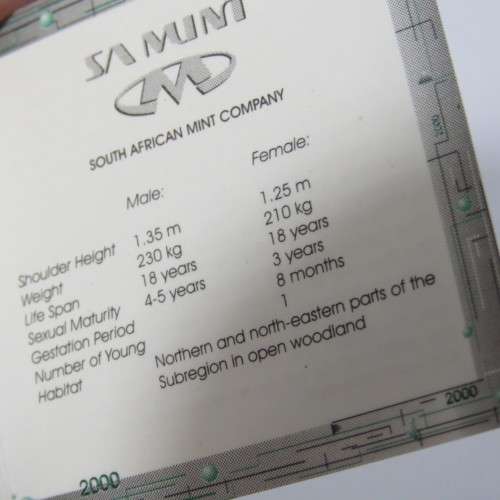 SA MINT
M
SOUTH AFRICAN MINT COMPANY
Male: Female:
Shoulder Height 1.35 m 1.25 m
Weight 230 kg 210 kg
Life Span 18 years 18 years
Sexual Maturity 4-5 years 3 years
Gestation Period 8 months
Number of Young 1
Habitat Northern and north-eastern parts of the
Subregion in open woodland
2000
2000
2000